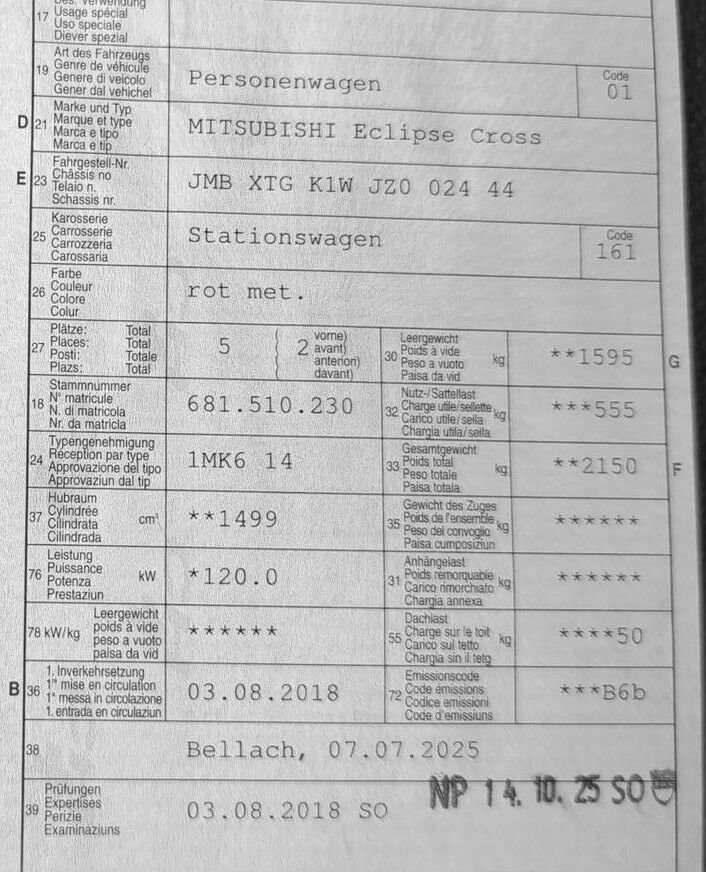 Des. Verwendung
17 Usage spécial
Uso speciale
Diever spezial
19 Art des Fahrzeugs
Genre de véhicule
Genere di veicolo
Gener dal vehichel
Personenwagen
Code
01
D 21 Marke und Typ
Marque et type
Marca e tipo
Marca e tip
MITSUBISHI Eclipse Cross
E 23 Fahrgestell-Nr.
Châssis no
Telaio n.
Schassis nr.
JMB XTG K1W JZ0 024 44
25 Karosserie
Carrosserie
Carrozzeria
Carossaria
Stationswagen
Code
161
26 Farbe
Couleur
Colore
Colur
rot met.
27 Plätze: Total
Places: Total
Posti: Totale
Plazs: Total
5 ( 2 vorne)
avant)
anteriori)
davant)
30 Leergewicht
Poids à vide
Peso a vuoto
Paisa da vid
kg
**1595
G
18 Stammnummer
N° matricule
N. di matricola
Nr. da matricla
681.510.230
32 Nutz-/Sattellast
Charge utile/sellette
Carico utile/sella
Chargia utila/sella
kg
***555
24 Typengenehmigung
Réception par type
Approvazione del tipo
Approvaziun dal tip
1MK6 14
33 Gesamtgewicht
Poids total
Peso totale
Paisa totala
kg
**2150
F
37 Hubraum
Cylindrée
Cilindrata
Cilindrada
cm³
**1499
35 Gewicht des Zuges
Poids de l'ensemble
Peso del convoglio
Paisa cumposiziun
kg
******
76 Leistung
Puissance
Potenza
Prestaziun
kW
*120.0
31 Anhängelast
Poids remorquable
Carico rimorchiato
Chargia annexa
kg
******
78 kW/kg Leergewicht
poids à vide
peso a vuoto
paisa da vid
******
55 Dachlast
Charge sur le toit
Carico sul tetto
Chargia sin il tetg
kg
****50
B 36 1. Inverkehrsetzung
1re mise en circulation
1a messa in circolazione
1. entrada en circulaziun
03.08.2018
72 Emissionscode
Code émissions
Codice emissioni
Code d'emissiuns
***B6b
38 Bellach, 07.07.2025
39 Prüfungen
Expertises
Perizie
Examinaziuns
03.08.2018 SO
NP 14. 10. 25 SO